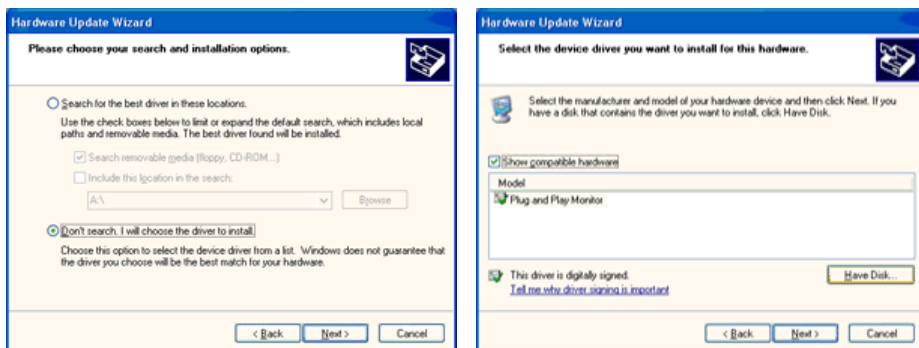 Hardware Update Wizard
Please choose your search and installation options.
Search for the best driver in these locations.
Use the check boxes below to limit or expand the default search, which includes local
paths and removable media. The best driver found will be installed.
Search removable media (floppy, CD-ROM...)
Include this location in the search:
A:\
Browse
Don't search. I will choose the driver to install.
Choose this option to select the device driver from a list. Windows does not guarantee that
the driver you choose will be the best match for your hardware.
< Back
Next >
Cancel
Hardware Update Wizard
Select the device driver you want to install for this hardware.
Select the manufacturer and model of your hardware device and then click Next. If you
have a disk that contains the driver you want to install, click Have Disk.
Show compatible hardware
Model
Plug and Play Monitor
This driver is digitally signed.
Tell me why driver signing is important
Have Disk...
< Back
Next >
Cancel